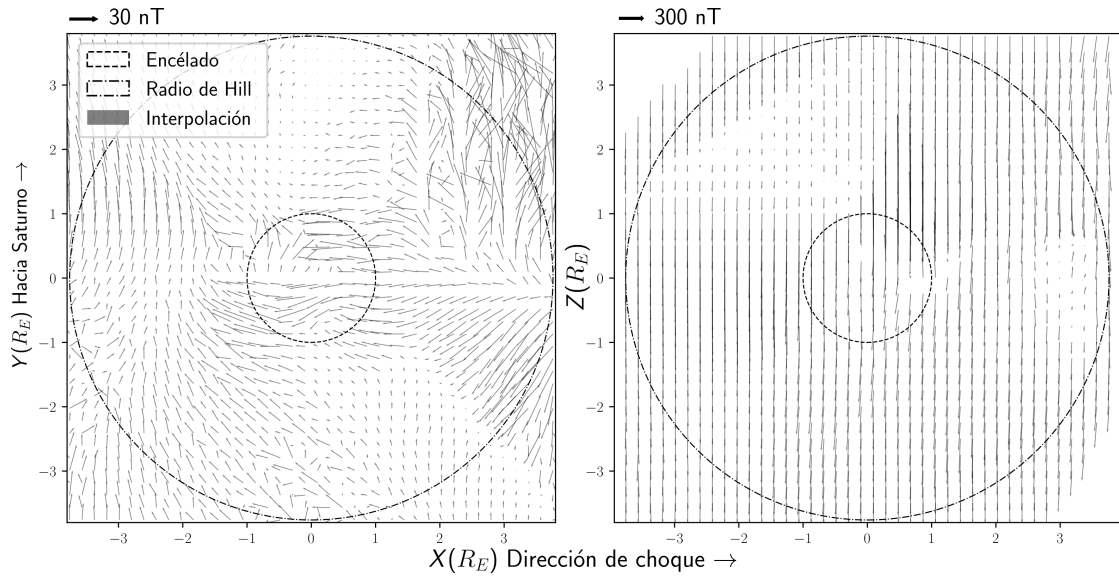 30 nT
300 nT
Encélado
Radio de Hill
Interpolación
Y(R_E) Hacia Saturno →
3
2
1
0
−1
−2
−3
−3 −2 −1 0 1 2 3
Z(R_E)
3
2
1
0
−1
−2
−3
−3 −2 −1 0 1 2 3
X(R_E) Dirección de choque →